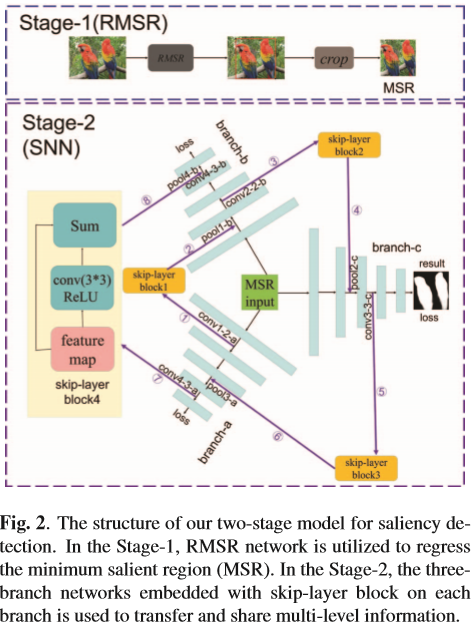 Stage-1(RMSR)
RMSR
crop
MSR
Stage-2
(SNN)
loss
pool4-b
conv4-3-b
branch-b
conv2-2-b
pool1-b
③
skip-layer
block2
⑧
②
④
Sum
conv(3*3)
ReLU
feature
map
skip-layer
block4
skip-layer
block1
MSR
input
branch-c
pool2-c
conv3-3-c
result
loss
①
conv1-2-a
⑦
conv4-3-a
pool3-a
loss
branch-a
⑥
⑤
skip-layer
block3
Fig. 2. The structure of our two-stage model for saliency de-
tection. In the Stage-1, RMSR network is utilized to regress
the minimum salient region (MSR). In the Stage-2, the three-
branch networks embedded with skip-layer block on each
branch is used to transfer and share multi-level information.